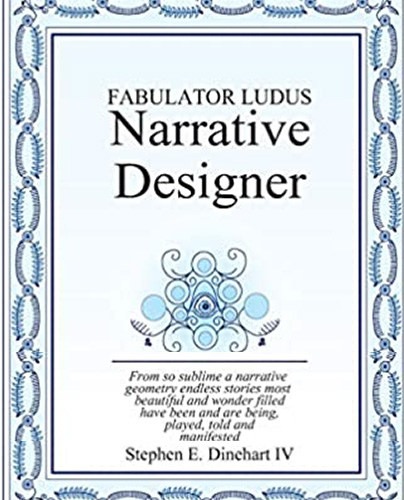 FABULATOR LUDUS
Narrative
Designer
From so sublime a narrative
geometry endless stories most
beautiful and wonder filled
have been and are being,
played, told and
manifested
Stephen E. Dinehart IV